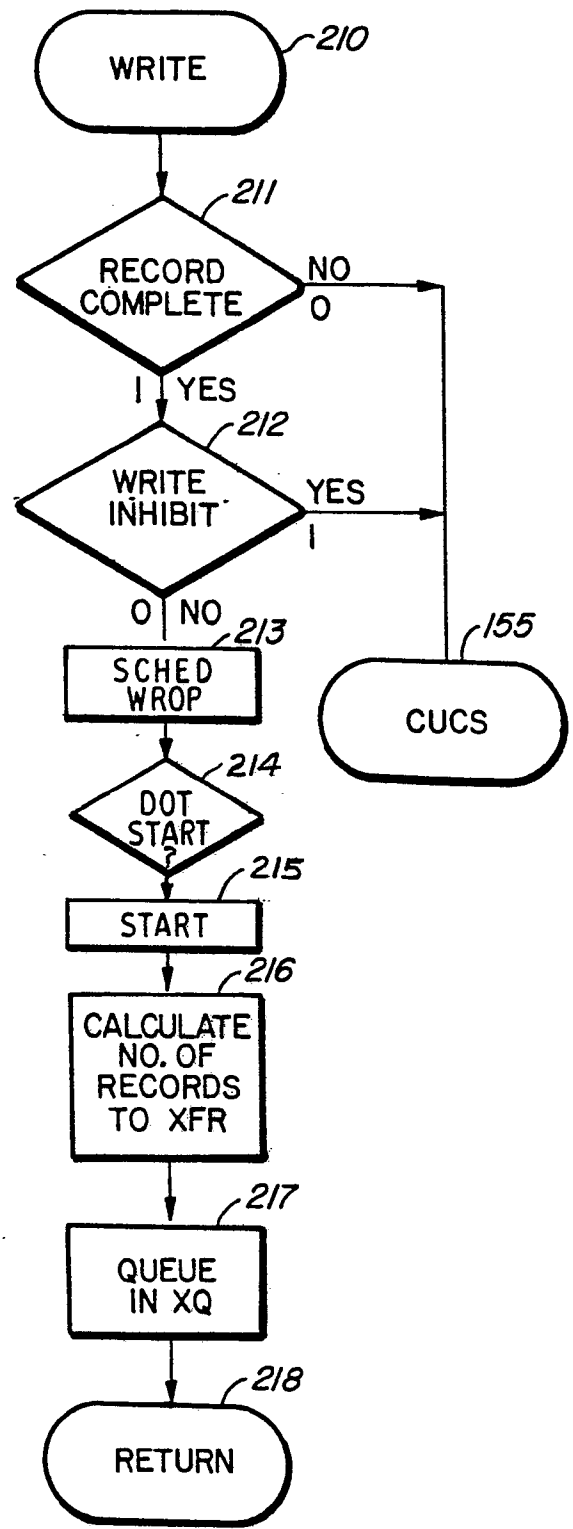 210
WRITE
211
RECORD
COMPLETE
NO
0
1 YES
212
WRITE
INHIBIT
YES
1
0 NO
213
SCHED
WROP
155
CUCS
214
DOT
START
?
215
START
216
CALCULATE
NO. OF
RECORDS
TO XFR
217
QUEUE
IN XQ
218
RETURN